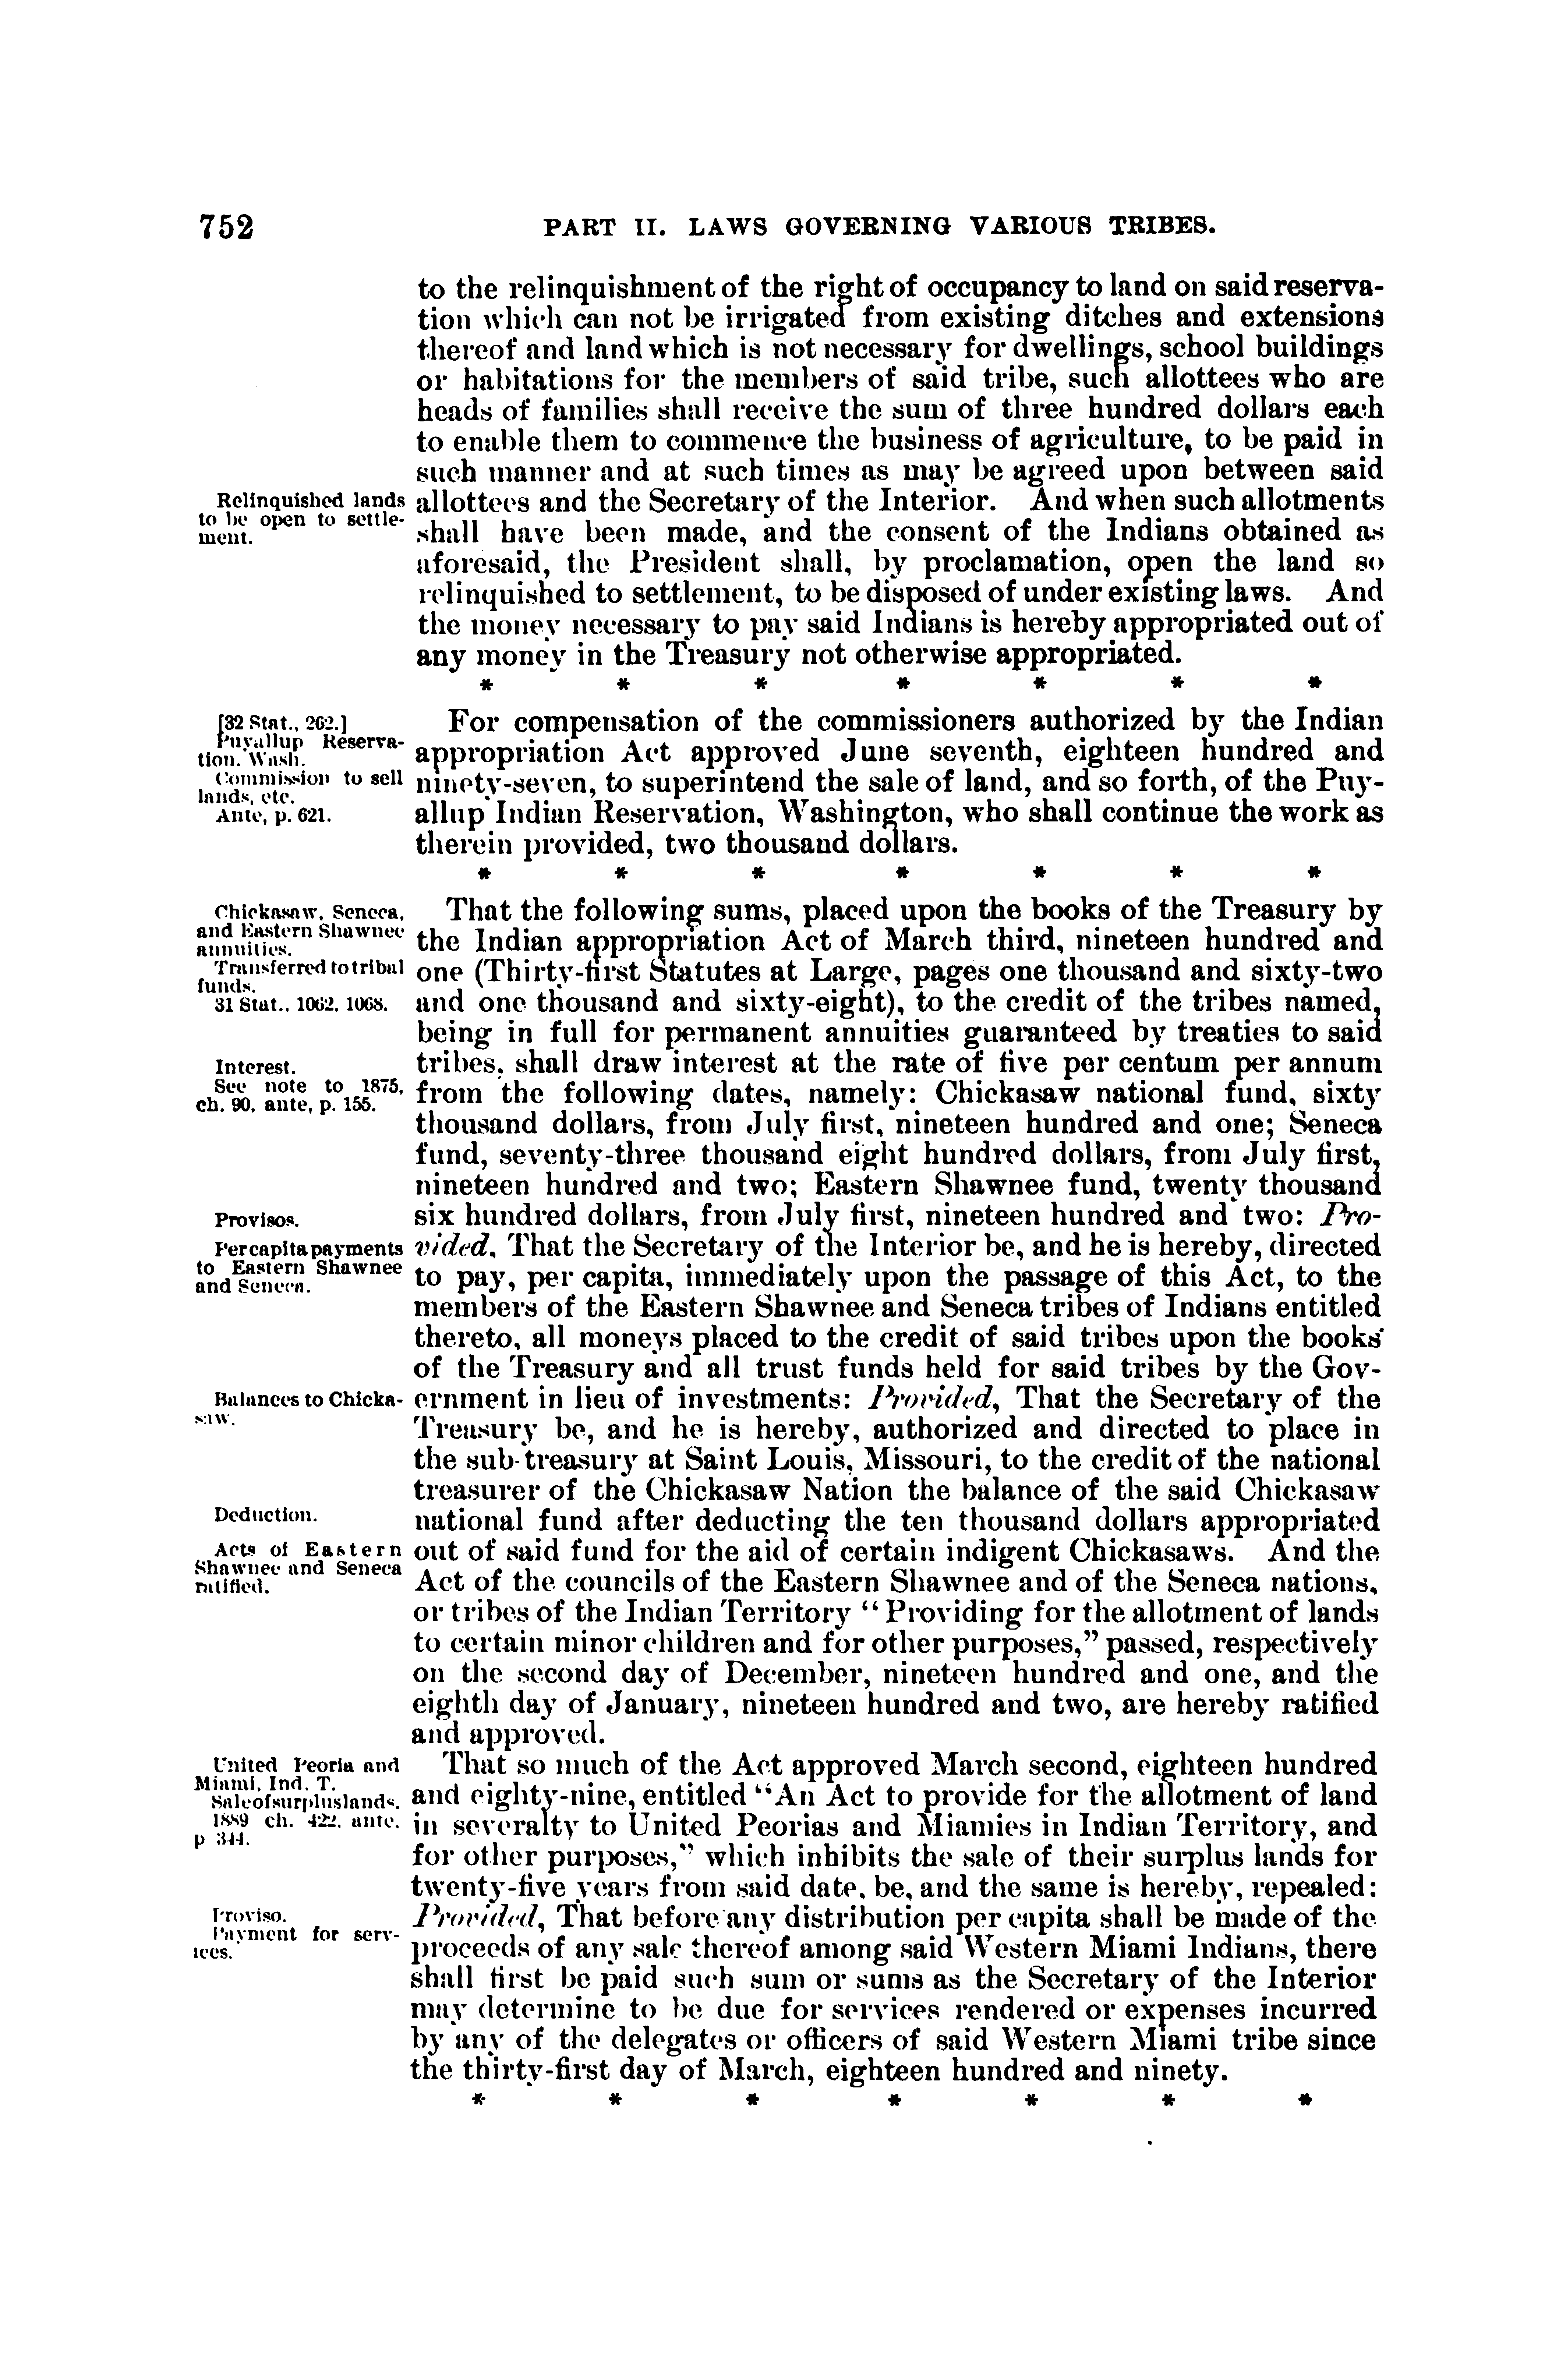 752
PART II. LAWS GOVERNING VARIOUS TRIBES.
to the relinquishment of the right of occupancy to land on said reserva-
tion which can not be irrigated from existing ditches and extensions
thereof and land which is not necessary for dwellings, school buildings
or habitations for the members of said tribe, such allottees who are
heads of families shall receive the sum of three hundred dollars each
to enable them to commence the business of agriculture, to be paid in
such manner and at such times as may be agreed upon between said
Relinquished lands
to be open to settle-
ment.
allottees and the Secretary of the Interior. And when such allotments
shall have been made, and the consent of the Indians obtained as
aforesaid, the President shall, by proclamation, open the land so
relinquished to settlement, to be disposed of under existing laws. And
the money necessary to pay said Indians is hereby appropriated out of
any money in the Treasury not otherwise appropriated.
* * * * * * *
[32 Stat., 262.]
Puyallup Reserva-
tion. Wash.
Commission to sell
lands, etc.
Ante, p. 621.
For compensation of the commissioners authorized by the Indian
appropriation Act approved June seventh, eighteen hundred and
ninety-seven, to superintend the sale of land, and so forth, of the Puy-
allup Indian Reservation, Washington, who shall continue the work as
therein provided, two thousand dollars.
* * * * * * *
Chickasaw, Seneca,
and Eastern Shawnee
annuities.
Transferred to tribal
funds.
31 Stat., 1062, 1068.
That the following sums, placed upon the books of the Treasury by
the Indian appropriation Act of March third, nineteen hundred and
one (Thirty-first Statutes at Large, pages one thousand and sixty-two
and one thousand and sixty-eight), to the credit of the tribes named,
being in full for permanent annuities guaranteed by treaties to said
Interest.
See note to 1875,
ch. 90, ante, p. 155.
tribes, shall draw interest at the rate of five per centum per annum
from the following dates, namely: Chickasaw national fund, sixty
thousand dollars, from July first, nineteen hundred and one; Seneca
fund, seventy-three thousand eight hundred dollars, from July first,
nineteen hundred and two; Eastern Shawnee fund, twenty thousand
Provisos.
six hundred dollars, from July first, nineteen hundred and two: Pro-
Per capita payments
to Eastern Shawnee
and Seneca.
vided, That the Secretary of the Interior be, and he is hereby, directed
to pay, per capita, immediately upon the passage of this Act, to the
members of the Eastern Shawnee and Seneca tribes of Indians entitled
thereto, all moneys placed to the credit of said tribes upon the books
of the Treasury and all trust funds held for said tribes by the Gov-
Balances to Chicka-
saw.
ernment in lieu of investments: Provided, That the Secretary of the
Treasury be, and he is hereby, authorized and directed to place in
the sub-treasury at Saint Louis, Missouri, to the credit of the national
treasurer of the Chickasaw Nation the balance of the said Chickasaw
Deduction.
national fund after deducting the ten thousand dollars appropriated
Acts of Eastern
Shawnee and Seneca
ratified.
out of said fund for the aid of certain indigent Chickasaws. And the
Act of the councils of the Eastern Shawnee and of the Seneca nations,
or tribes of the Indian Territory “Providing for the allotment of lands
to certain minor children and for other purposes,” passed, respectively
on the second day of December, nineteen hundred and one, and the
eighth day of January, nineteen hundred and two, are hereby ratified
and approved.
United Peoria and
Miami, Ind. T.
Sale of surplus lands.
1889 ch. 422, ante,
p 344.
That so much of the Act approved March second, eighteen hundred
and eighty-nine, entitled “An Act to provide for the allotment of land
in severalty to United Peorias and Miamies in Indian Territory, and
for other purposes,” which inhibits the sale of their surplus lands for
twenty-five years from said date, be, and the same is hereby, repealed:
Proviso.
Payment for serv-
ices.
Provided, That before any distribution per capita shall be made of the
proceeds of any sale thereof among said Western Miami Indians, there
shall first be paid such sum or sums as the Secretary of the Interior
may determine to be due for services rendered or expenses incurred
by any of the delegates or officers of said Western Miami tribe since
the thirty-first day of March, eighteen hundred and ninety.
* * * * * * *